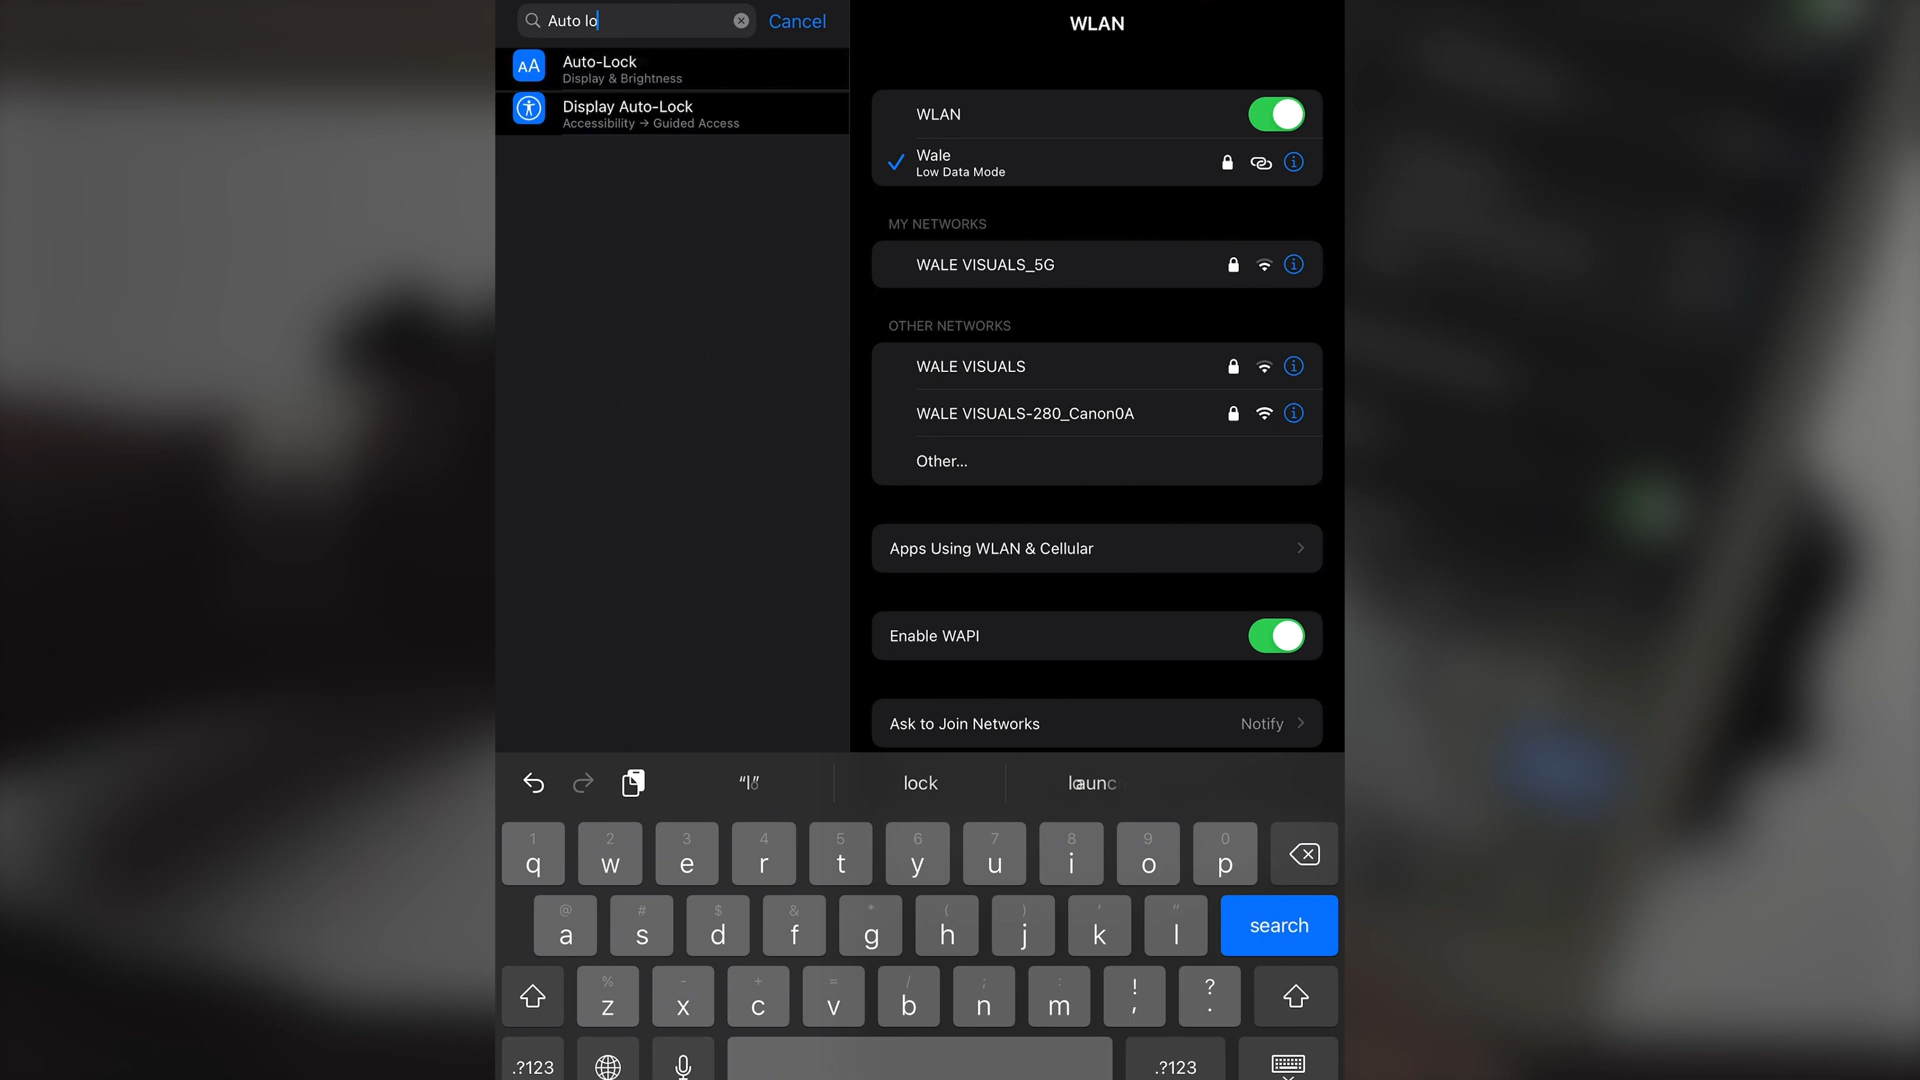 Auto lo
Cancel
AA
Auto-Lock
Display & Brightness
Display Auto-Lock
Accessibility → Guided Access
WLAN
WLAN
Wale
Low Data Mode
MY NETWORKS
WALE VISUALS_5G
OTHER NETWORKS
WALE VISUALS
WALE VISUALS-280_Canon0A
Other...
Apps Using WLAN & Cellular
Enable WAPI
Ask to Join Networks Notify
lock
1 2 3 4 5 6 7 8 9 0
q w e r t y u i o p
@ # $ & * ( ) ' "
a s d f g h j k l search
% - + = / ; : ! ?
z x c v b n m , .
.?123 .?123